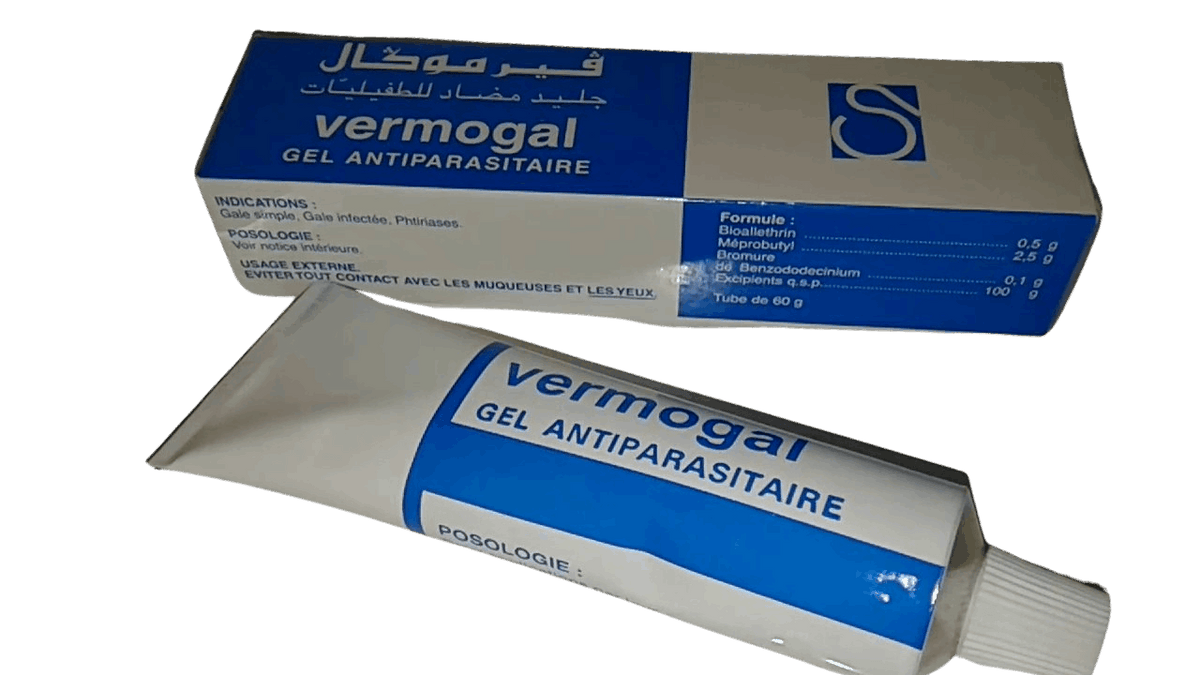 ڤيرموݣال
جليد مضاد للطفيليّات
vermogal
GEL ANTIPARASITAIRE
INDICATIONS :
Gale simple, Gale infectée, Phtiriases.
POSOLOGIE :
Voir notice intérieure.
USAGE EXTERNE.
EVITER TOUT CONTACT AVEC LES MUQUEUSES ET LES YEUX
Formule :
Bioallethrin ........ 0,5 g
Méprobutyl ........ 2,5 g
Bromure
de Benzododecinium ........ 0,1 g
Excipients q.s.p. ........ 100 g
Tube de 60 g
vermogal
GEL ANTIPARASITAIRE
POSOLOGIE :